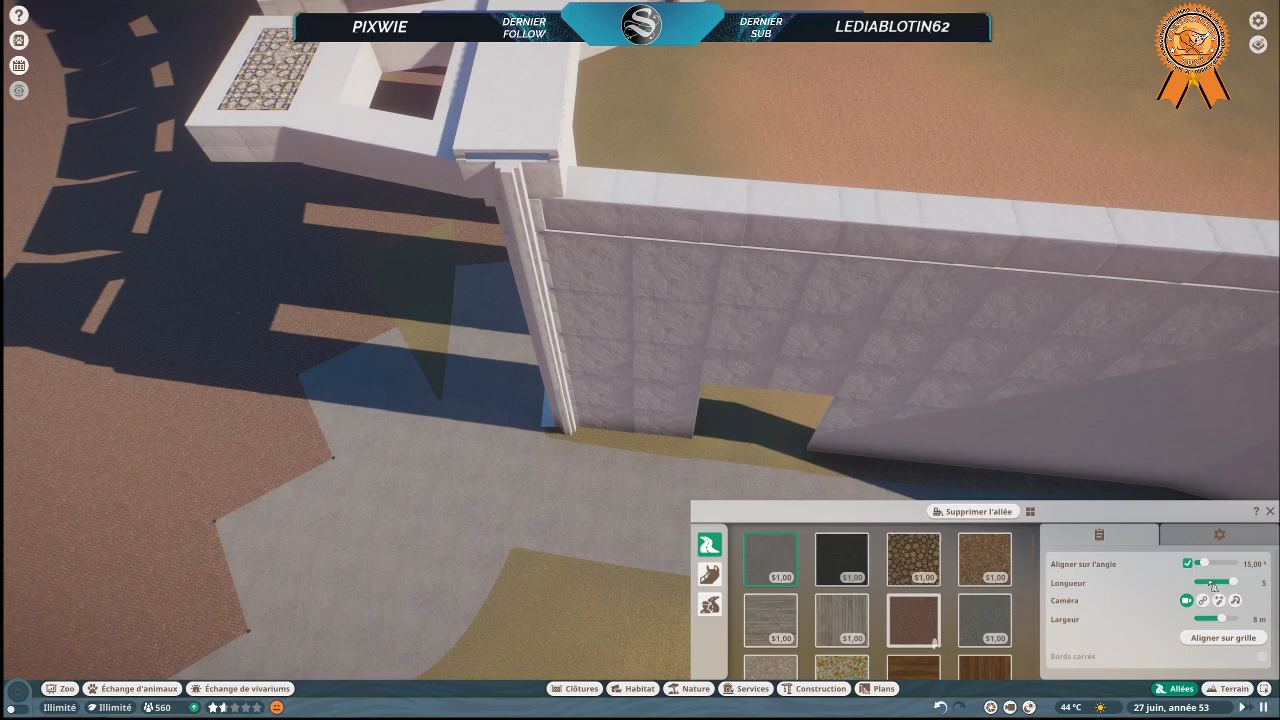 PIXWIE
DERNIER
FOLLOW
DERNIER
SUB
LEDIABLOTIN62
Supprimer l'allée
?
$1,00
$1,00
$1,00
$1,00
$1,00
$1,00
$1,00
Aligner sur l'angle
15,00 °
Longueur
5
Caméra
Largeur
8 m
Aligner sur grille
Bords carrés
Zoo
Échange d'animaux
Échange de vivariums
Clôtures
Habitat
Nature
Services
Construction
Plans
Allées
Terrain
Illimité
Illimité
560
44 °C
27 juin, année 53